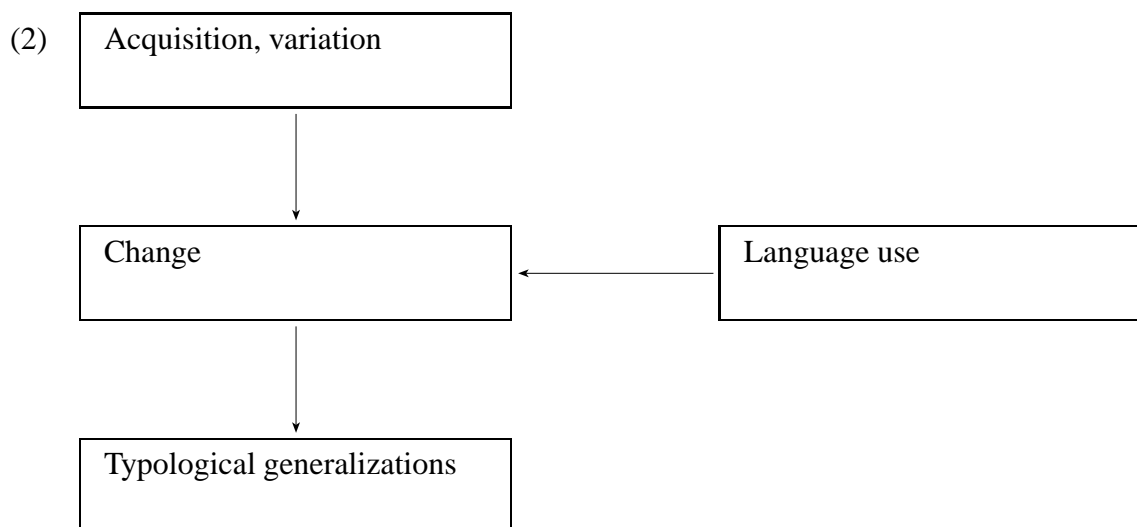 (2)
Acquisition, variation
Change
Language use
Typological generalizations